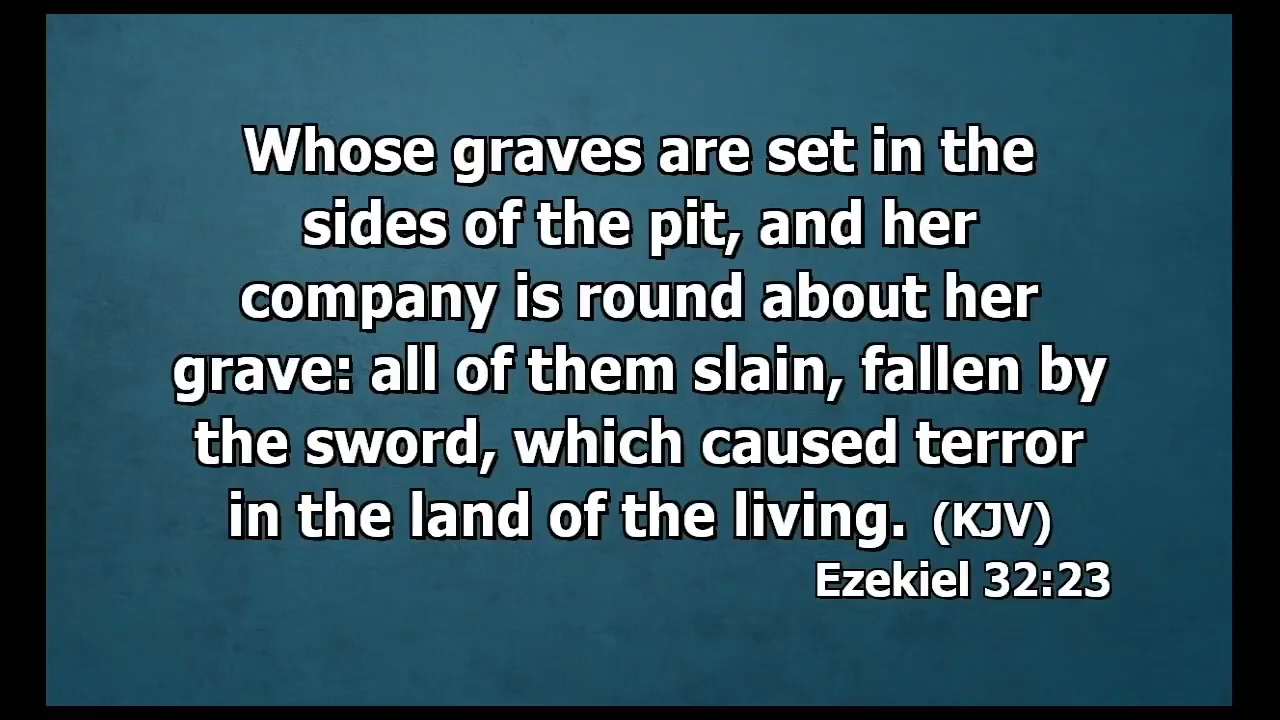 Whose graves are set in the
sides of the pit, and her
company is round about her
grave: all of them slain, fallen by
the sword, which caused terror
in the land of the living. (KJV)
Ezekiel 32:23